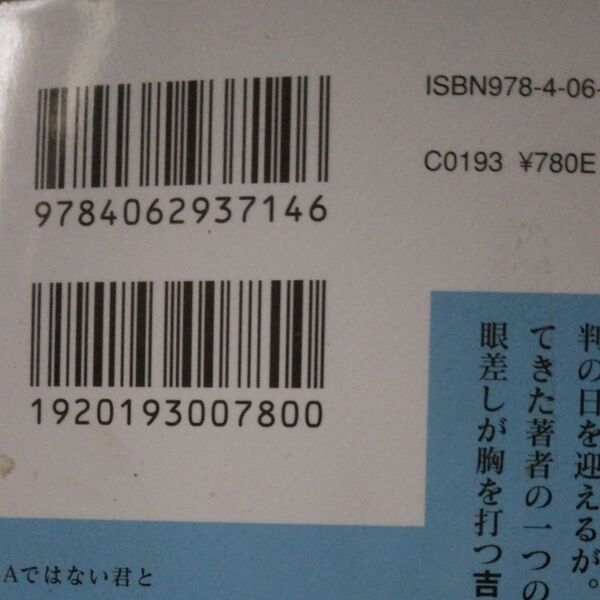 9784062937146
ISBN978-4-06-
C0193 ¥780E
1920193007800
判の日を迎えるが。
てきた著者の一つの
眼差しが胸を打つ吉
Aではない君と